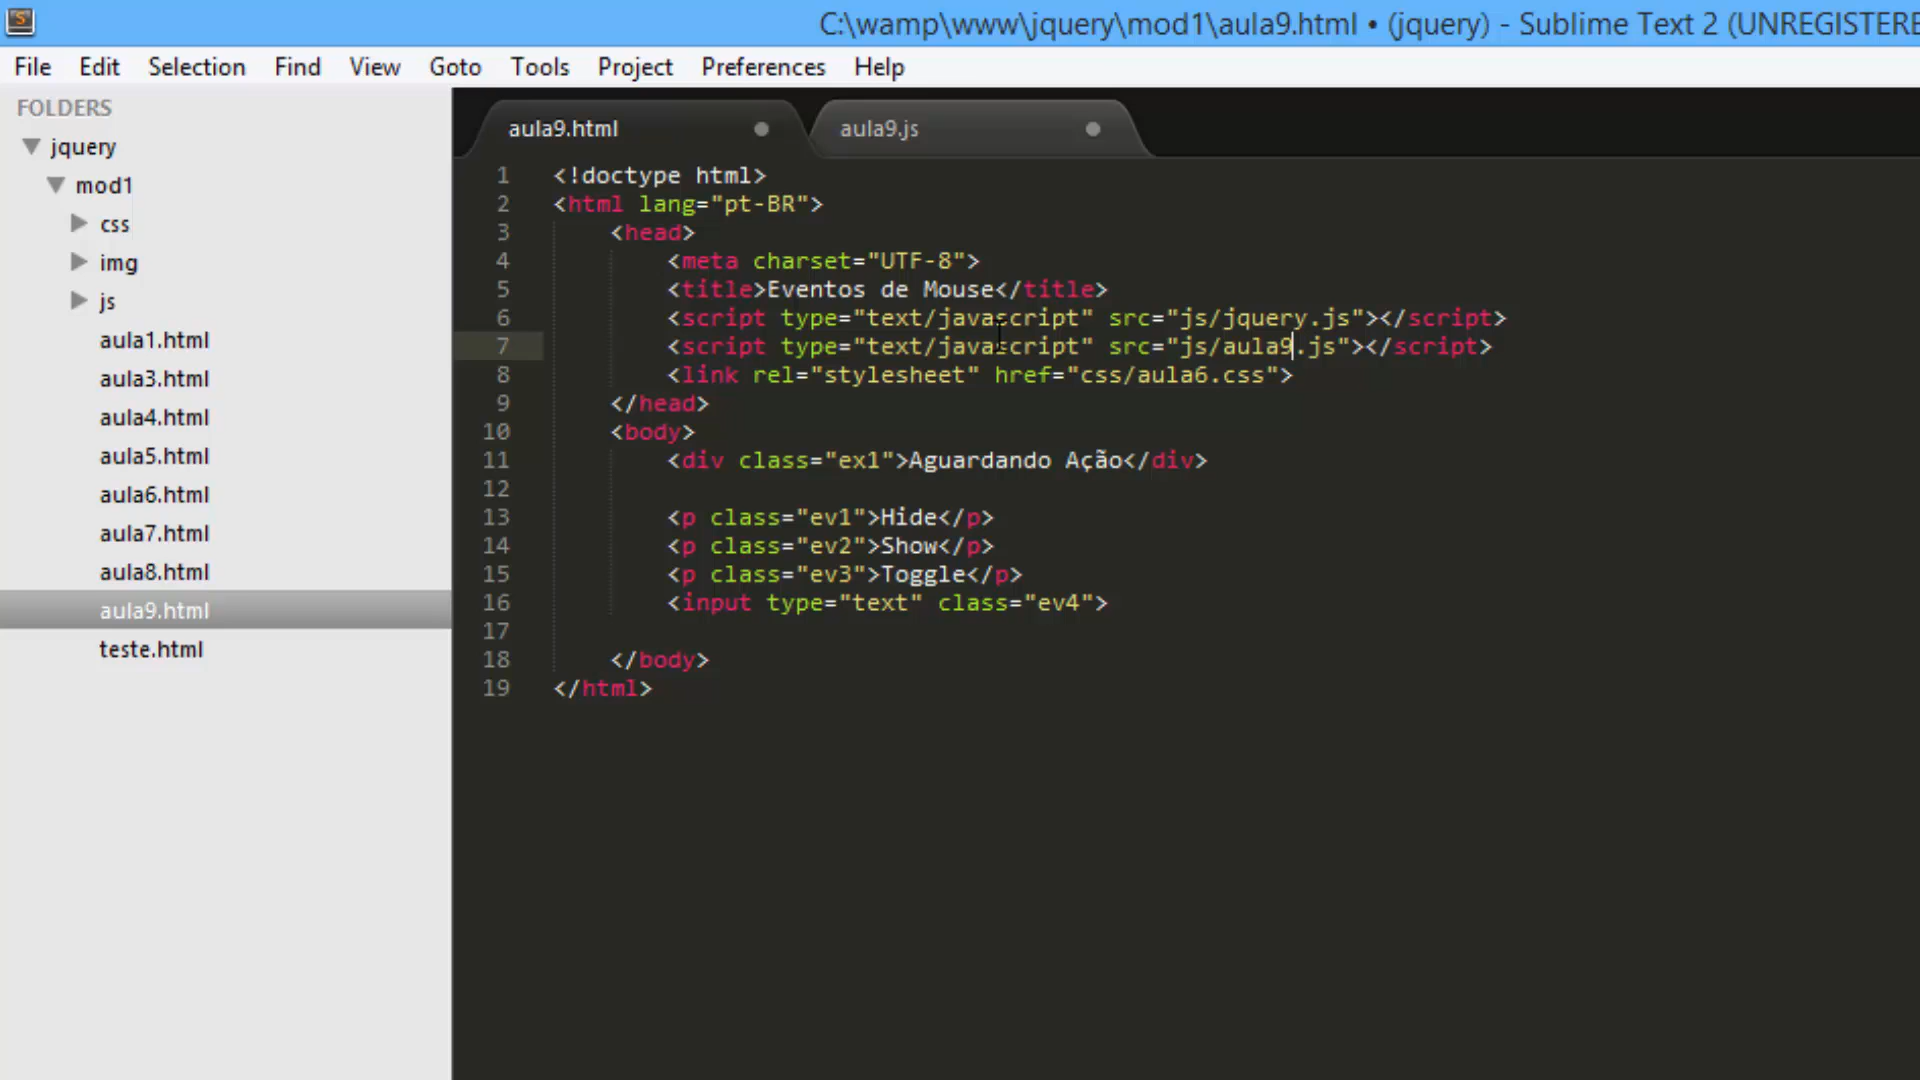 C:\wamp\www\jquery\mod1\aula9.html • (jquery) - Sublime Text 2 (UNREGISTERE
File Edit Selection Find View Goto Tools Project Preferences Help
FOLDERS
jquery
mod1
css
img
js
aula1.html
aula3.html
aula4.html
aula5.html
aula6.html
aula7.html
aula8.html
aula9.html
teste.html
aula9.html aula9.js
1 <!doctype html>
2 <html lang="pt-BR">
3 <head>
4 <meta charset="UTF-8">
5 <title>Eventos de Mouse</title>
6 <script type="text/javascript" src="js/jquery.js"></script>
7 <script type="text/javascript" src="js/aula9.js"></script>
8 <link rel="stylesheet" href="css/aula6.css">
9 </head>
10 <body>
11 <div class="ex1">Aguardando Ação</div>
12
13 <p class="ev1">Hide</p>
14 <p class="ev2">Show</p>
15 <p class="ev3">Toggle</p>
16 <input type="text" class="ev4">
17
18 </body>
19 </html>